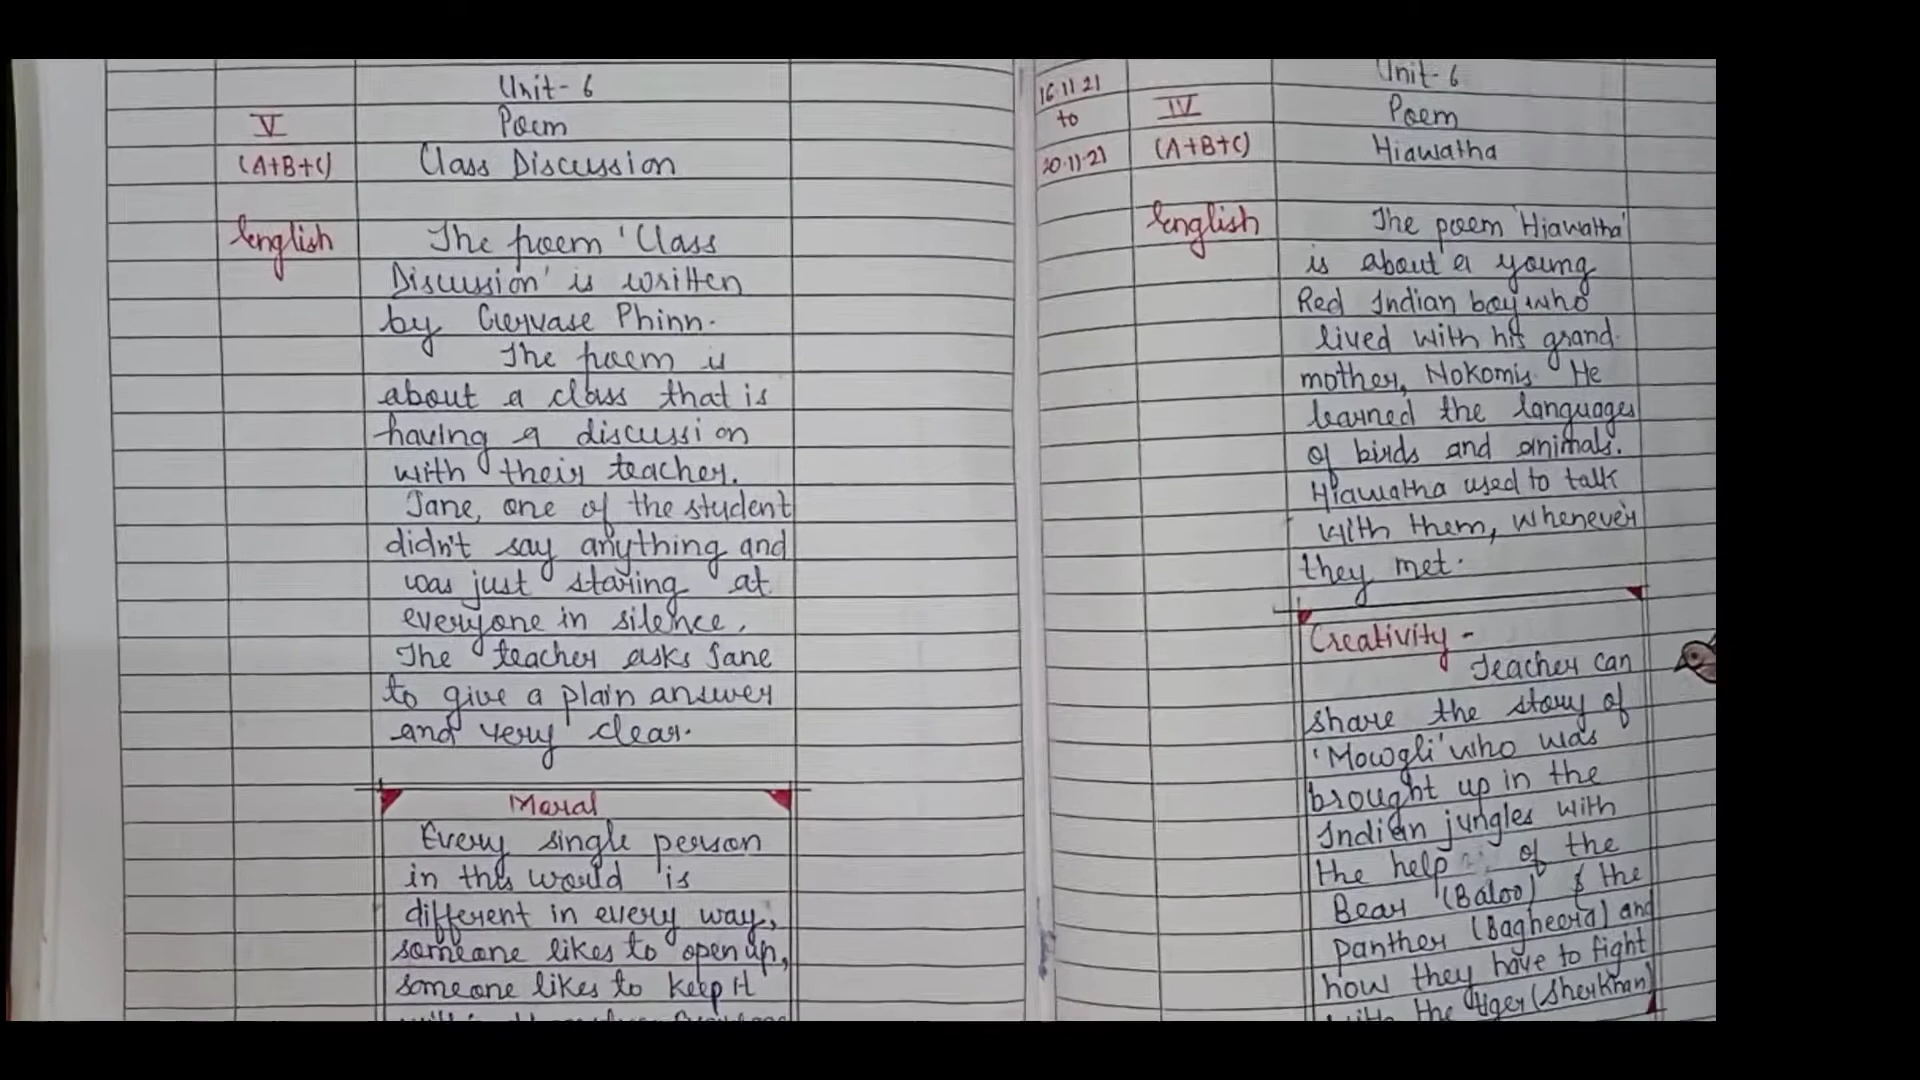 Unit-6
V
Poem
(A+B+C)
Class Discussion
English
The poem 'Class
Discussion' is written
by Gervase Phinn.
The poem is
about a class that is
having a discussion
with their teacher.
Jane, one of the student
didn't say anything and
was just staring at
everyone in silence.
The teacher asks Jane
to give a plain answer
and very clear.
Moral
Every single person
in this world is
different in every way,
someone likes to open up,
someone likes to keep it
16.11.21
to
20.11.21
IV
(A+B+C)
Unit-6
Poem
Hiawatha
English
The poem 'Hiawatha'
is about a young
Red Indian boy who
lived with his grand
mother, Nokomis. He
learned the languages
of birds and animals.
Hiawatha used to talk
with them, whenever
they met.
Creativity -
Teacher can
share the story of
'Mowgli' who was
brought up in the
Indian jungles with
the help of the
Bear (Baloo) & the
panther (Bagheera) and
how they have to fight
with the tiger (Sherkhan)